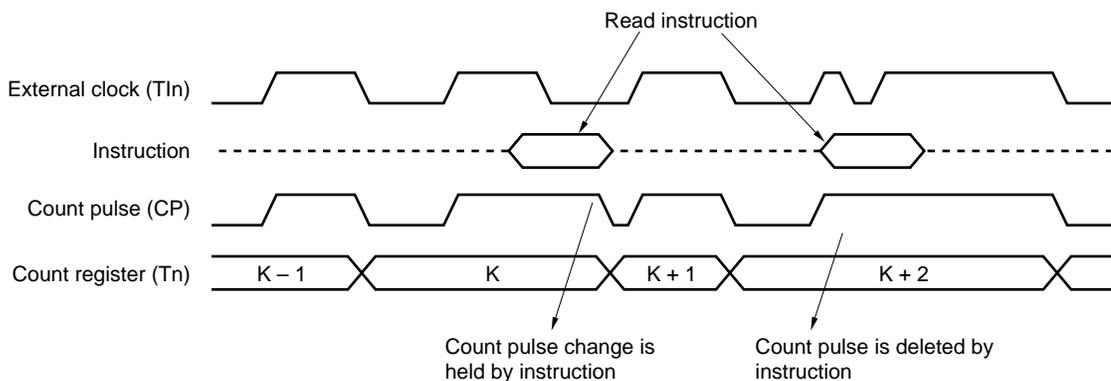 Read instruction
External clock (TIn)
Instruction
Count pulse (CP)
Count register (Tn)
K – 1
K
K + 1
K + 2
Count pulse change is
held by instruction
Count pulse is deleted by
instruction